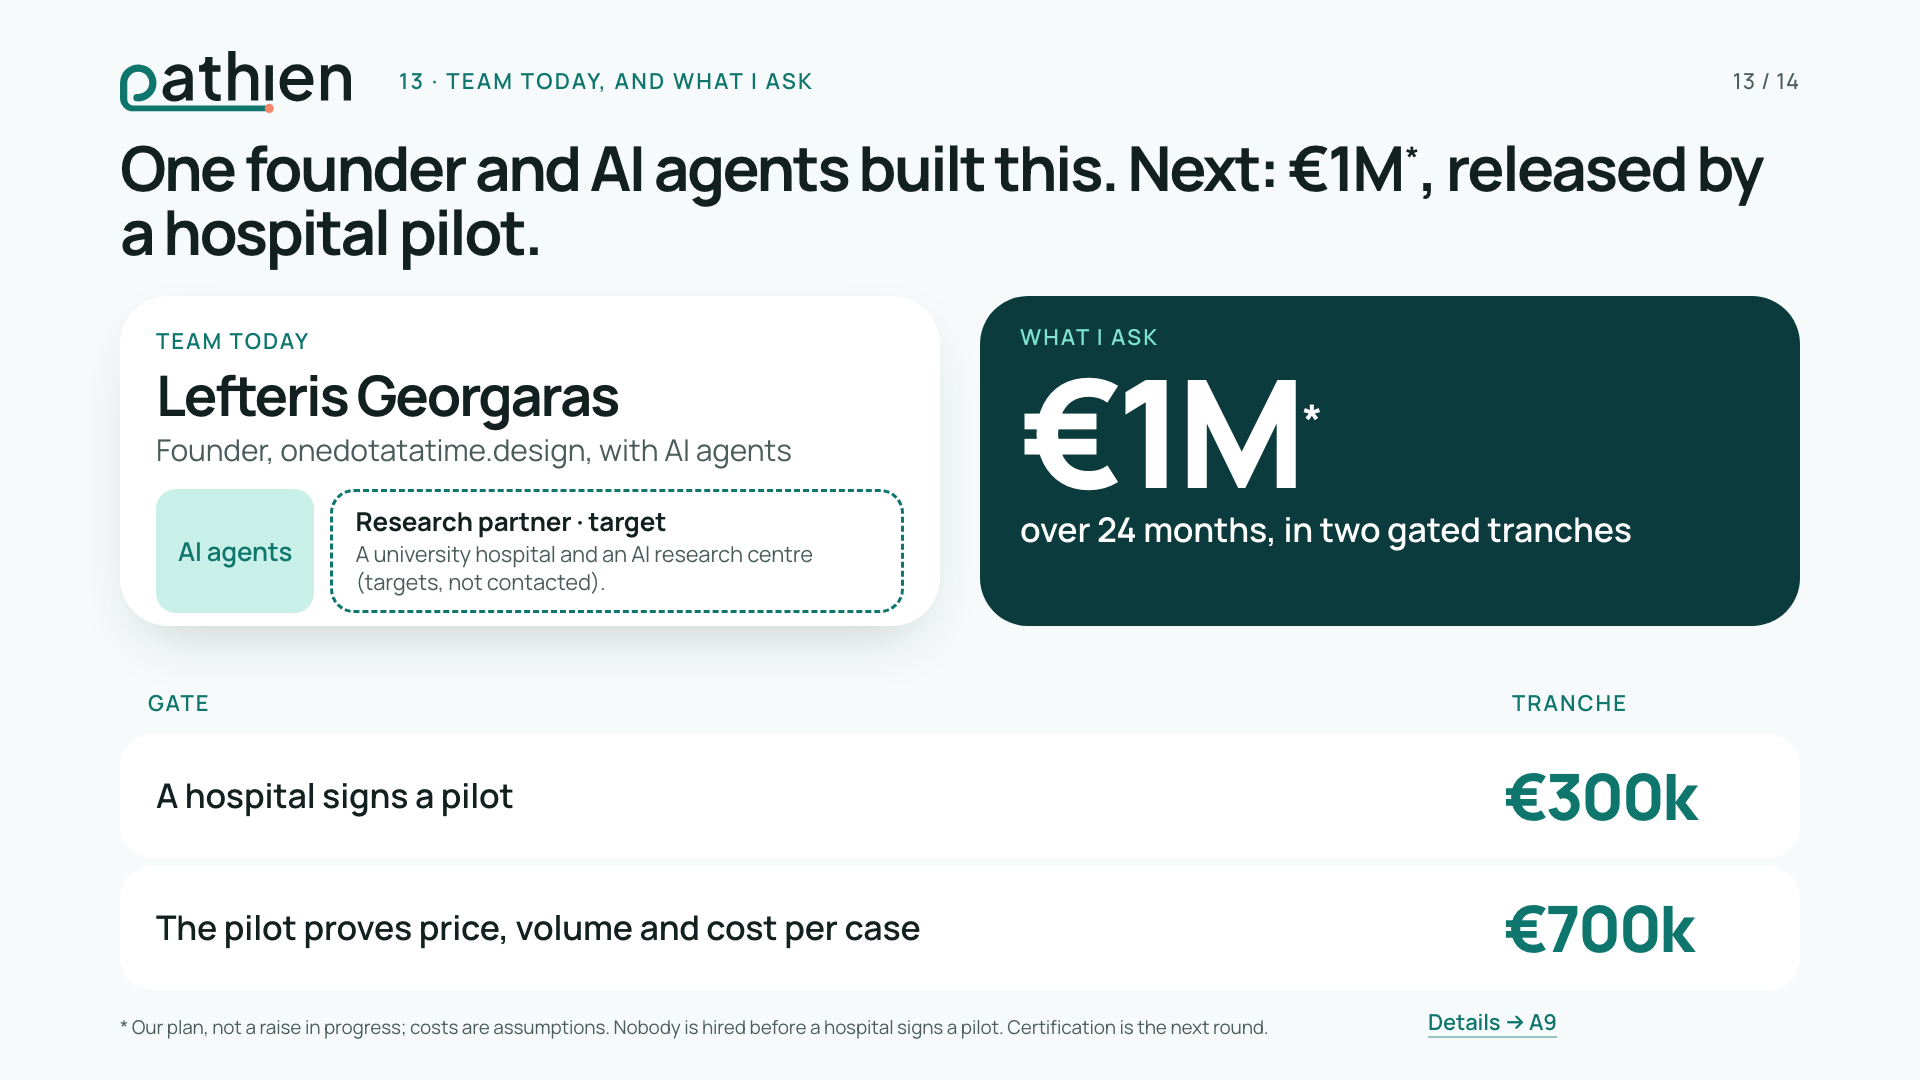 pathien
13 · TEAM TODAY, AND WHAT I ASK
13 / 14
One founder and AI agents built this. Next: €1M*, released by
a hospital pilot.
TEAM TODAY
Lefteris Georgaras
Founder, onedotatatime.design, with AI agents
AI agents
Research partner · target
A university hospital and an AI research centre
(targets, not contacted).
WHAT I ASK
€1M*
over 24 months, in two gated tranches
GATE
TRANCHE
A hospital signs a pilot
€300k
The pilot proves price, volume and cost per case
€700k
* Our plan, not a raise in progress; costs are assumptions. Nobody is hired before a hospital signs a pilot. Certification is the next round.
Details → A9